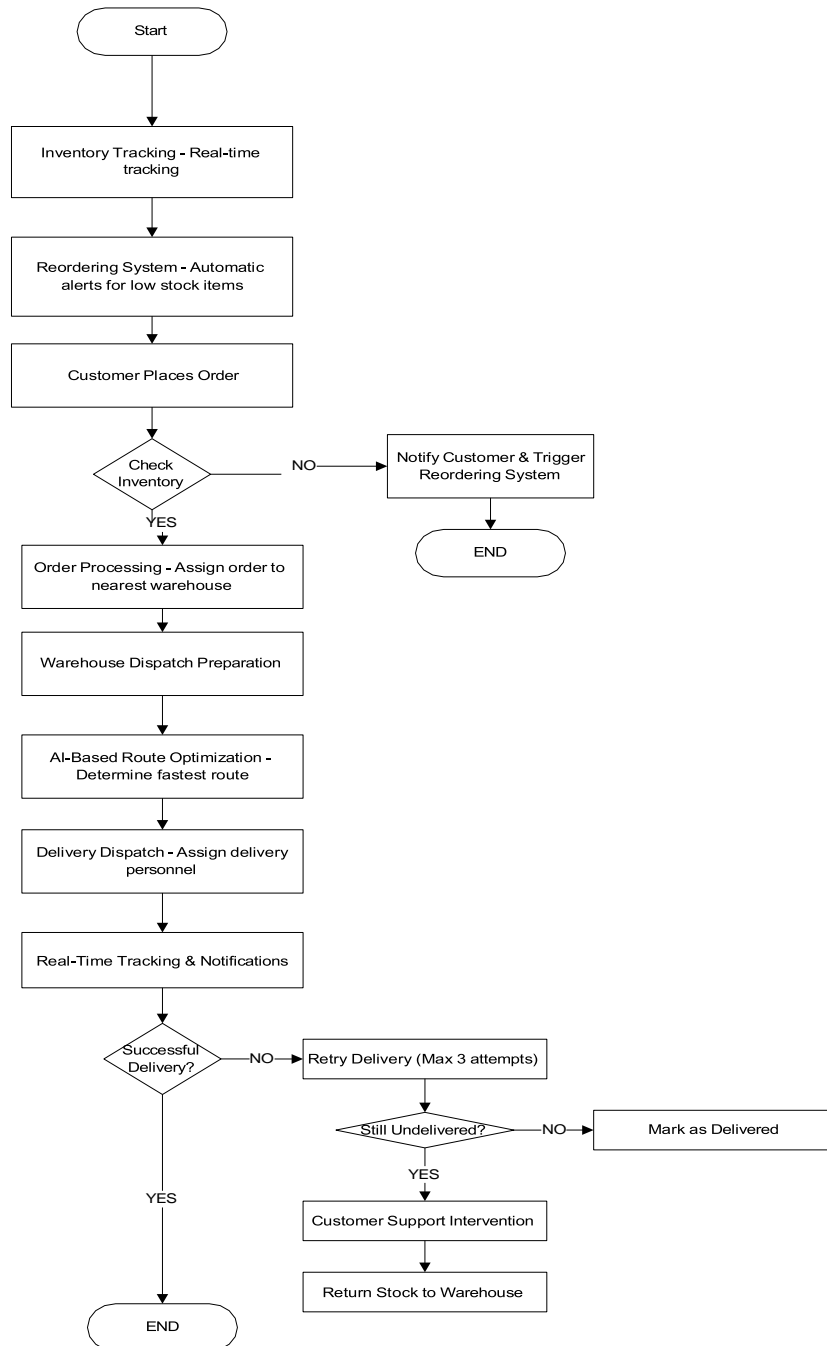 Start
Inventory Tracking - Real-time
tracking
Reordering System - Automatic
alerts for low stock items
Customer Places Order
Check
Inventory
NO
Notify Customer & Trigger
Reordering System
YES
END
Order Processing - Assign order to
nearest warehouse
Warehouse Dispatch Preparation
AI-Based Route Optimization -
Determine fastest route
Delivery Dispatch - Assign delivery
personnel
Real-Time Tracking & Notifications
Successful
Delivery?
NO
Retry Delivery (Max 3 attempts)
Still Undelivered?
NO
Mark as Delivered
YES
YES
Customer Support Intervention
Return Stock to Warehouse
END